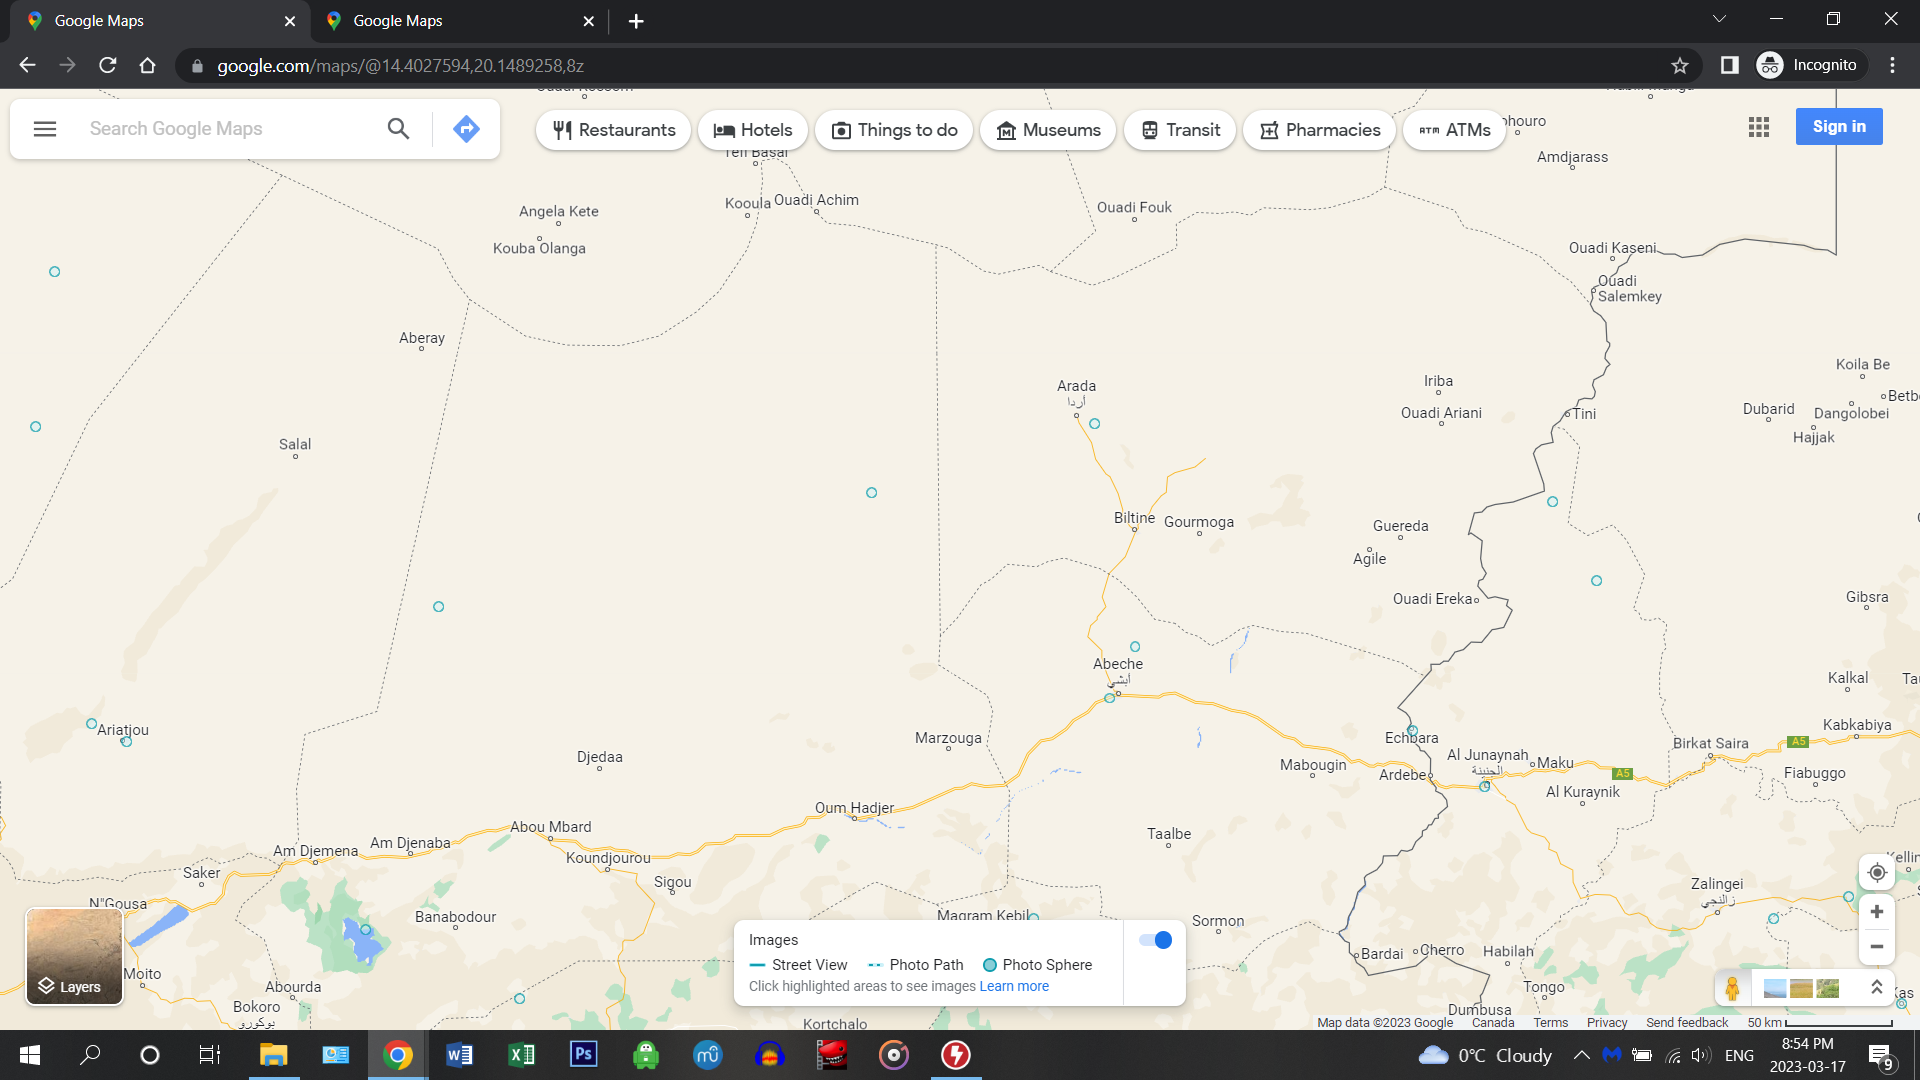 Google Maps
Google Maps
google.com/maps/@14.4027594,20.1489258,8z
Incognito
Search Google Maps
Restaurants
Hotels
Things to do
Museums
Transit
Pharmacies
ATM ATMs
Sign in
Amdjarass
Teli Basal
Kooula
Ouadi Achim
Angela Kete
Kouba Olanga
Ouadi Fouk
Ouadi Kaseni
Ouadi
Salemkey
Aberay
Koila Be
Arada
أردا
Iriba
Ouadi Ariani
Tini
Dubarid
Betb
Dangolobei
Hajjak
Salal
Biltine
Gourmoga
Guereda
Agile
Ouadi Ereka
Gibsra
Abeche
أبشي
Kalkal
Ta
Ariatjou
Marzouga
Echbara
Kabkabiya
Birkat Saira
A5
Djedaa
Mabougin
Ardebe
Al Junaynah
الجنينة
Maku
A5
Fiabuggo
Al Kuraynik
Oum Hadjer
Abou Mbard
Taalbe
Am Djemena
Am Djenaba
Koundjourou
Saker
Sigou
Kellin
Zalingei
زالنجي
N"Gousa
Banabodour
Magram Kebil
Sormon
Bardai
Cherro
Habilah
Moito
Abourda
Tongo
Kas
Bokoro
بوكورو
Dumbusa
Kortchalo
Layers
Images
Street View
Photo Path
Photo Sphere
Click highlighted areas to see images Learn more
Map data ©2023 Google
Canada
Terms
Privacy
Send feedback
50 km
0°C Cloudy
ENG
8:54 PM
2023-03-17
9